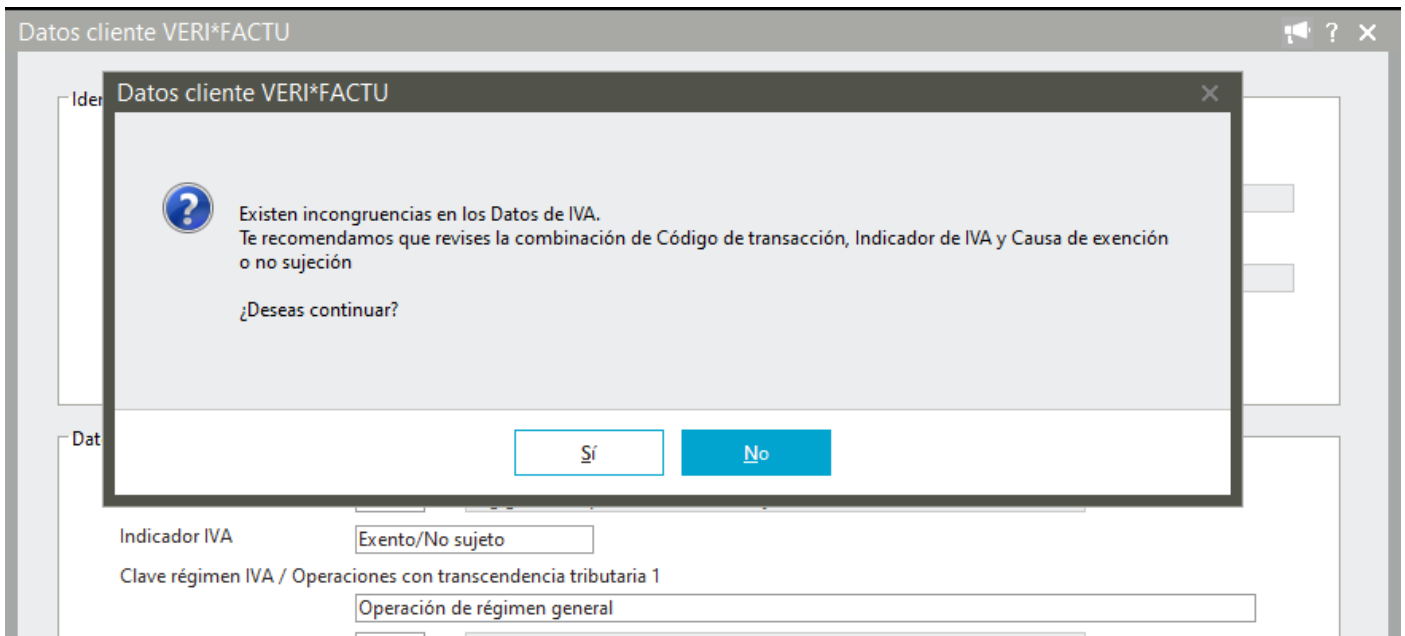 Datos cliente VERI*FACTU
?
Iden
Datos cliente VERI*FACTU
?
Existen incongruencias en los Datos de IVA.
Te recomendamos que revises la combinación de Código de transacción, Indicador de IVA y Causa de exención
o no sujeción
¿Deseas continuar?
Sí
No
Dat
Indicador IVA
Exento/No sujeto
Clave régimen IVA / Operaciones con transcendencia tributaria 1
Operación de régimen general